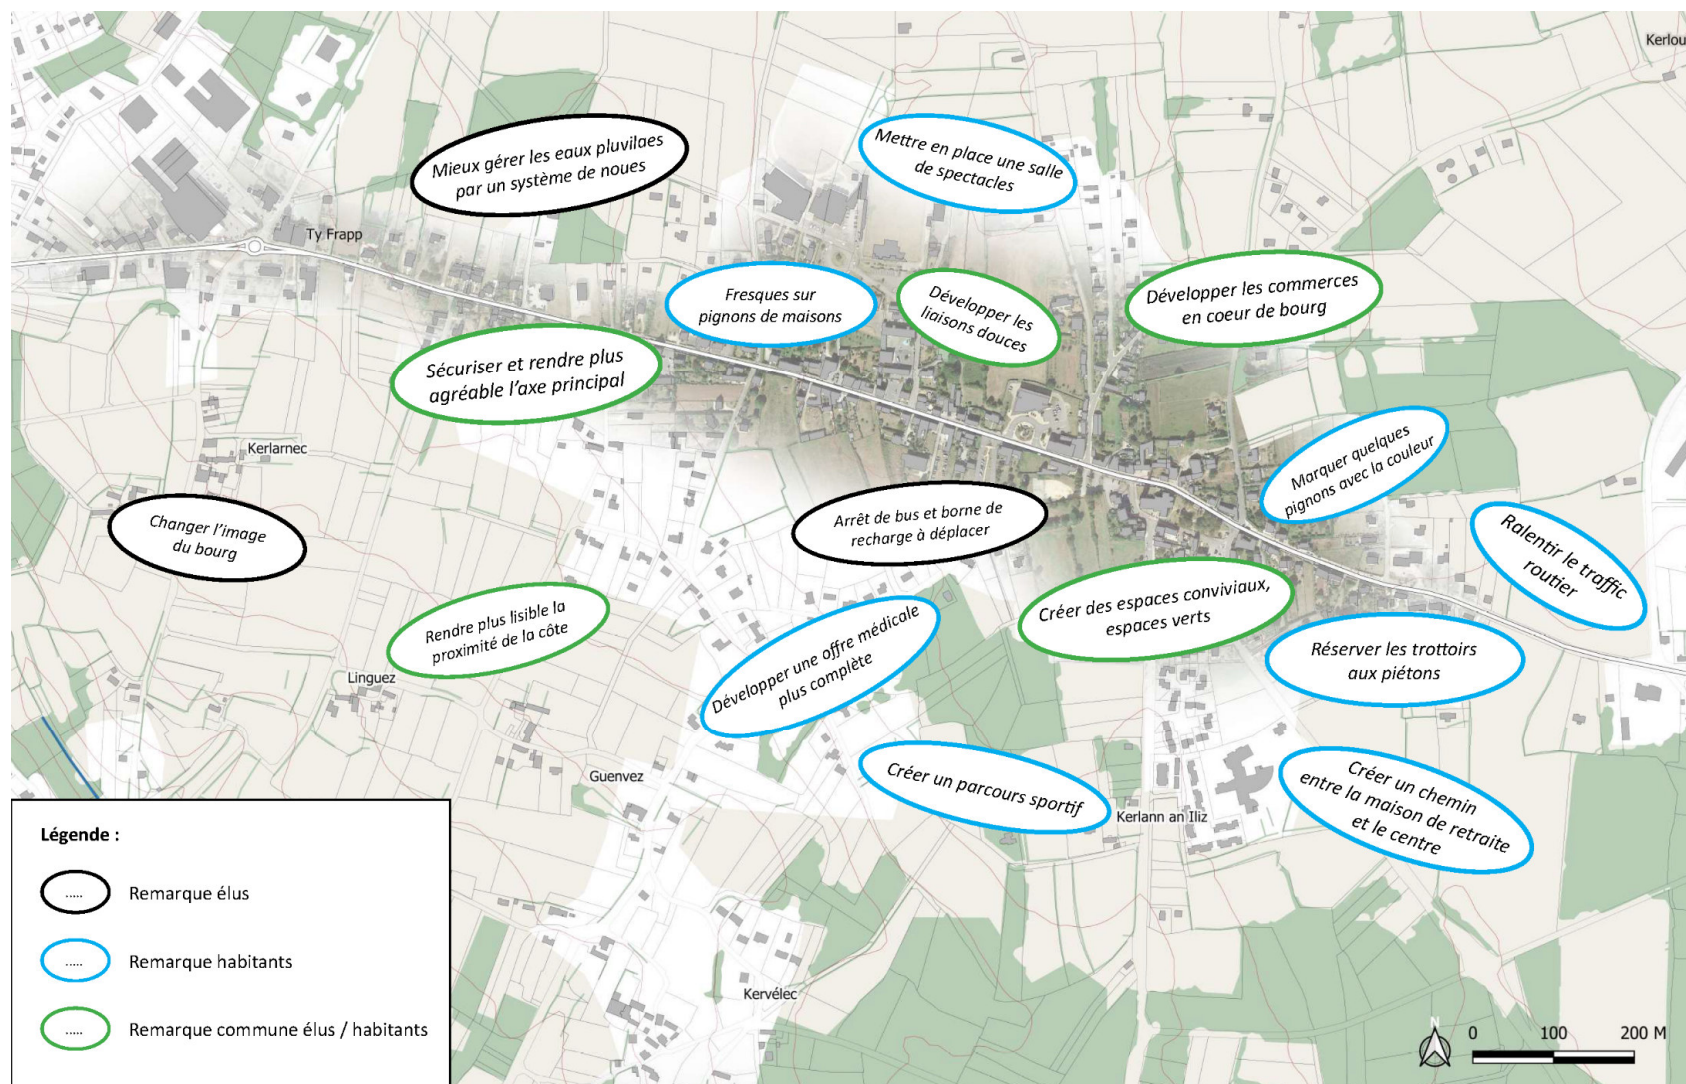 Kerlou
Mieux gérer les eaux pluvilaes
par un système de noues
Mettre en place une salle
de spectacles
Ty Frapp
Fresques sur
pignons de maisons
Développer les
liaisons douces
Développer les commerces
en coeur de bourg
Sécuriser et rendre plus
agréable l'axe principal
Kerlarnec
Marquer quelques
pignons avec la couleur
Changer l'image
du bourg
Arrêt de bus et borne de
recharge à déplacer
Ralentir le traffic
routier
Rendre plus lisible la
proximité de la côte
Créer des espaces conviviaux,
espaces verts
Développer une offre médicale
plus complète
Réserver les trottoirs
aux piétons
Linguez
Guenvez
Créer un parcours sportif
Créer un chemin
entre la maison de retraite
et le centre
Kerlann an Iliz
Légende :
..... Remarque élus
..... Remarque habitants
..... Remarque commune élus / habitants
Kervélec
N
0 100 200 M